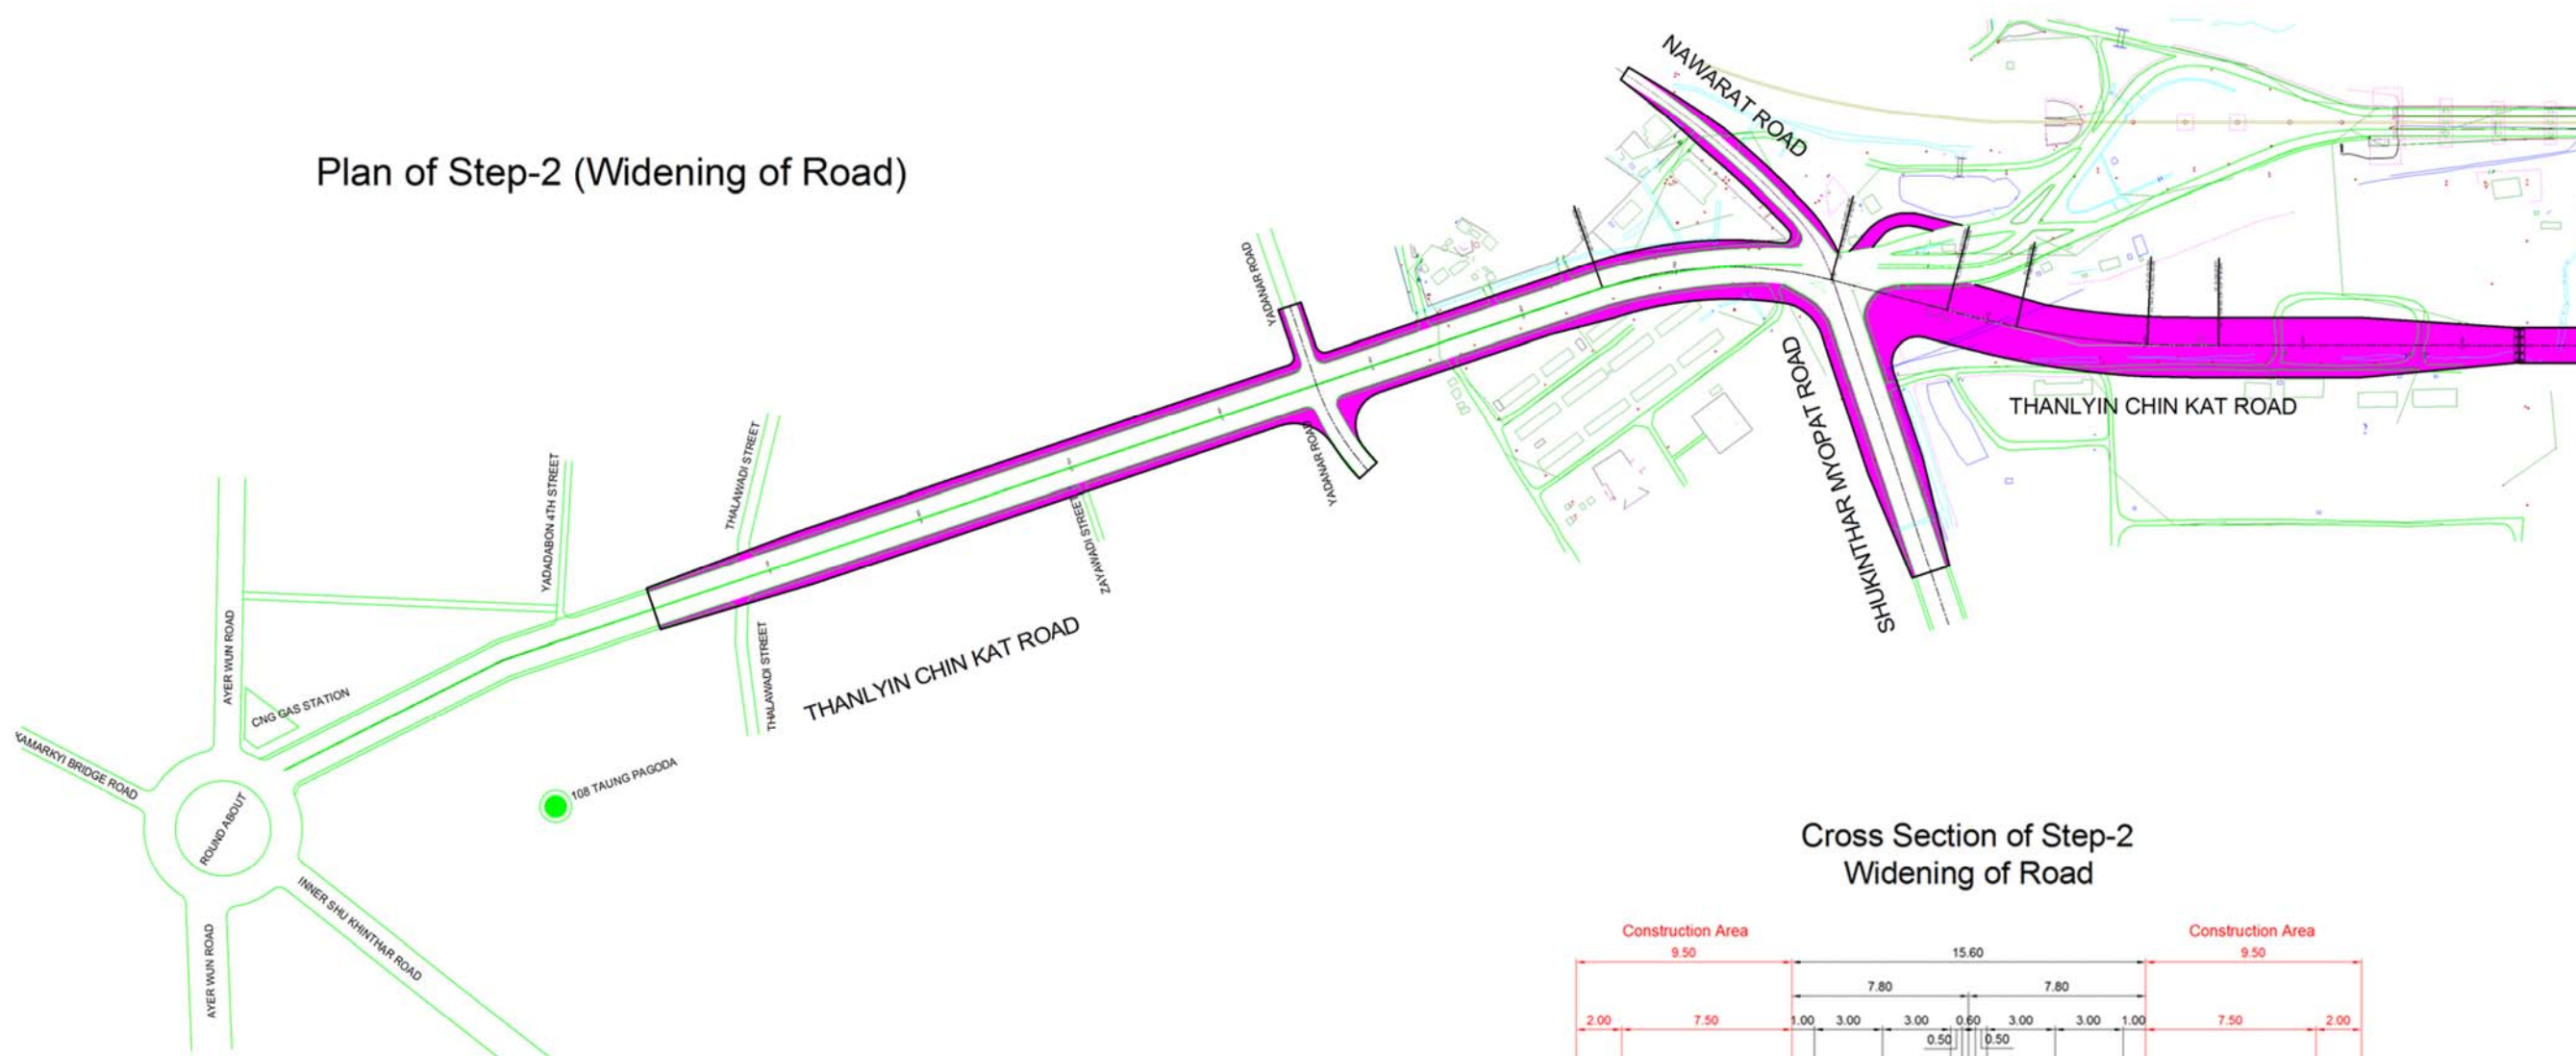 Plan of Step-2 (Widening of Road)
NAWARAT ROAD
YADANAR ROAD
YADANAR ROAD
SHUKINTHAR MYOPAT ROAD
THANLYIN CHIN KAT ROAD
THALAWADI STREET
YADADABON 4TH STREET
ZAYAWADI STREET
THALAWADI STREET
THANLYIN CHIN KAT ROAD
AYER WUN ROAD
CNG GAS STATION
KAMARKYI BRIDGE ROAD
108 TAUNG PAGODA
ROUND ABOUT
INNER SHU KHINTHAR ROAD
AYER WUN ROAD
Cross Section of Step-2
Widening of Road
Construction Area
Construction Area
9.50 15.60 9.50
7.80 7.80
2.00 7.50 1.00 3.00 3.00 0.60 3.00 3.00 1.00 7.50 2.00
0.50 0.50